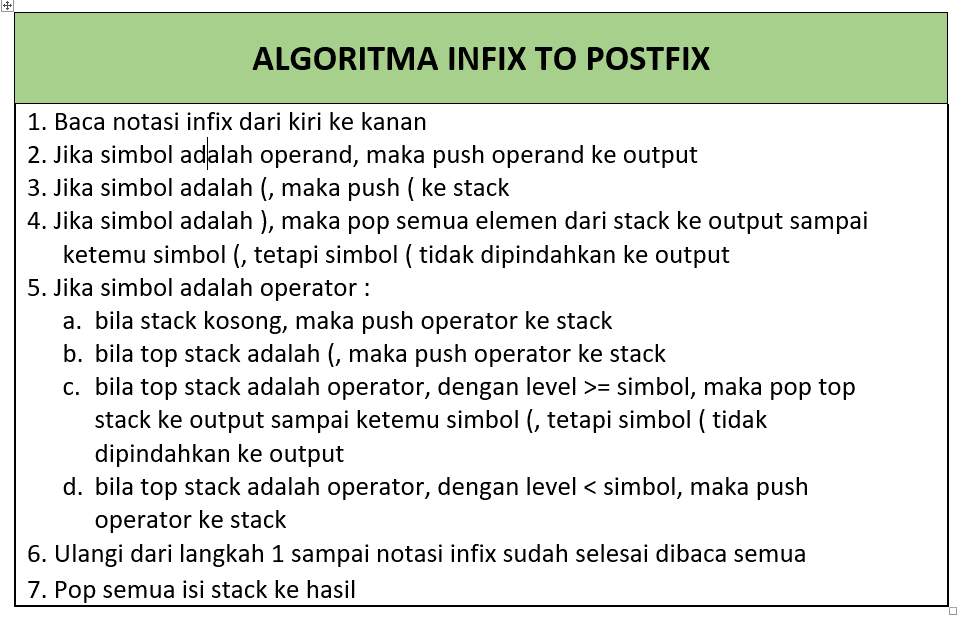 ALGORITMA INFIX TO POSTFIX
1. Baca notasi infix dari kiri ke kanan
2. Jika simbol adalah operand, maka push operand ke output
3. Jika simbol adalah (, maka push ( ke stack
4. Jika simbol adalah ), maka pop semua elemen dari stack ke output sampai
ketemu simbol (, tetapi simbol ( tidak dipindahkan ke output
5. Jika simbol adalah operator :
a. bila stack kosong, maka push operator ke stack
b. bila top stack adalah (, maka push operator ke stack
c. bila top stack adalah operator, dengan level >= simbol, maka pop top
stack ke output sampai ketemu simbol (, tetapi simbol ( tidak
dipindahkan ke output
d. bila top stack adalah operator, dengan level < simbol, maka push
operator ke stack
6. Ulangi dari langkah 1 sampai notasi infix sudah selesai dibaca semua
7. Pop semua isi stack ke hasil